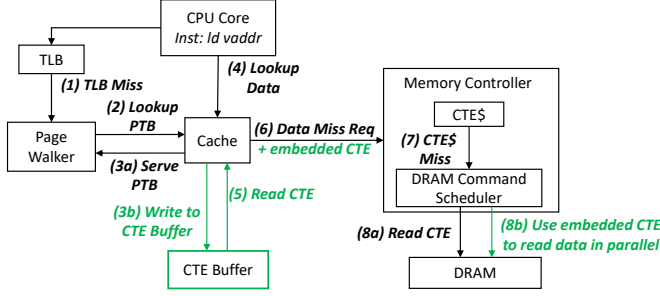 CPU Core
Inst: ld vaddr
TLB
(1) TLB Miss
(4) Lookup
Data
Memory Controller
CTE$
(2) Lookup
PTB
Page
Walker
Cache
(6) Data Miss Req
+ embedded CTE
(7) CTE$
Miss
(3a) Serve
PTB
DRAM Command
Scheduler
(5) Read CTE
(3b) Write to
CTE Buffer
(8a) Read CTE
(8b) Use embedded CTE
to read data in parallel
CTE Buffer
DRAM